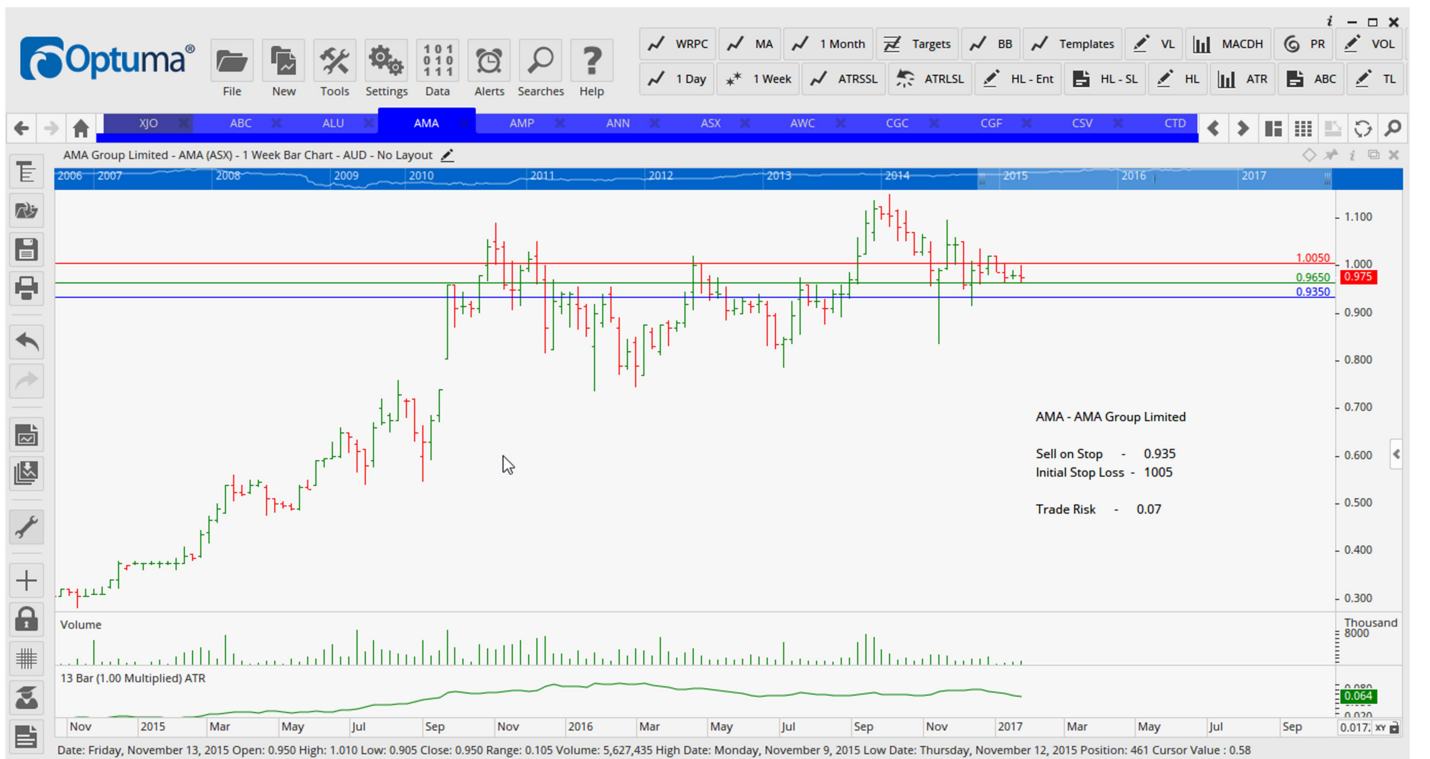 Optuma®
File New Tools Settings Data Alerts Searches Help
WRPC MA 1 Month Targets BB Templates VL MACDH PR VOL
1 Day 1 Week ATRSSL ATRLSL HL - Ent HL - SL HL ATR ABC TL
XJO ABC ALU AMA AMP ANN ASX AWC CGC CGF CSV CTD
AMA Group Limited - AMA (ASX) - 1 Week Bar Chart - AUD - No Layout
2006 2007 2008 2009 2010 2011 2012 2013 2014 2015 2016 2017
1.100
1.0050
1.000
0.9650 0.975
0.9350
0.900
0.800
0.700
AMA - AMA Group Limited
Sell on Stop - 0.935
0.600
Initial Stop Loss - 1005
0.500
Trade Risk - 0.07
0.400
0.300
Volume Thousand
8000
13 Bar (1.00 Multiplied) ATR
0.064
Nov 2015 Mar May Jul Sep Nov 2016 Mar May Jul Sep Nov 2017 Mar May Jul Sep 0.017: XY
Date: Friday, November 13, 2015 Open: 0.950 High: 1.010 Low: 0.905 Close: 0.950 Range: 0.105 Volume: 5,627,435 High Date: Monday, November 9, 2015 Low Date: Thursday, November 12, 2015 Position: 461 Cursor Value : 0.58